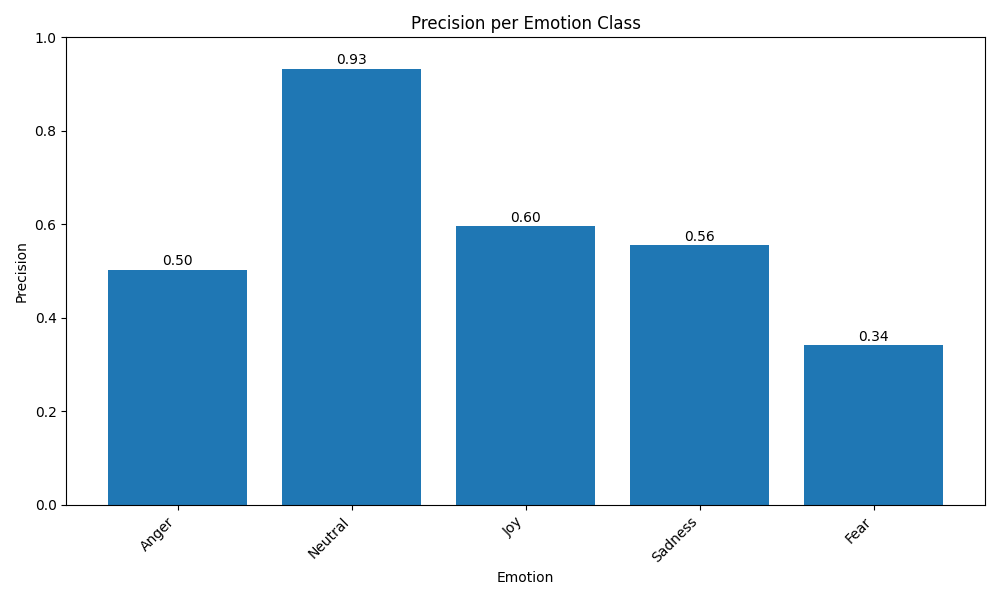 Precision per Emotion Class
1.0
0.8
0.6
0.4
0.2
0.0
Precision
0.50
0.93
0.60
0.56
0.34
Anger
Neutral
Joy
Sadness
Fear
Emotion